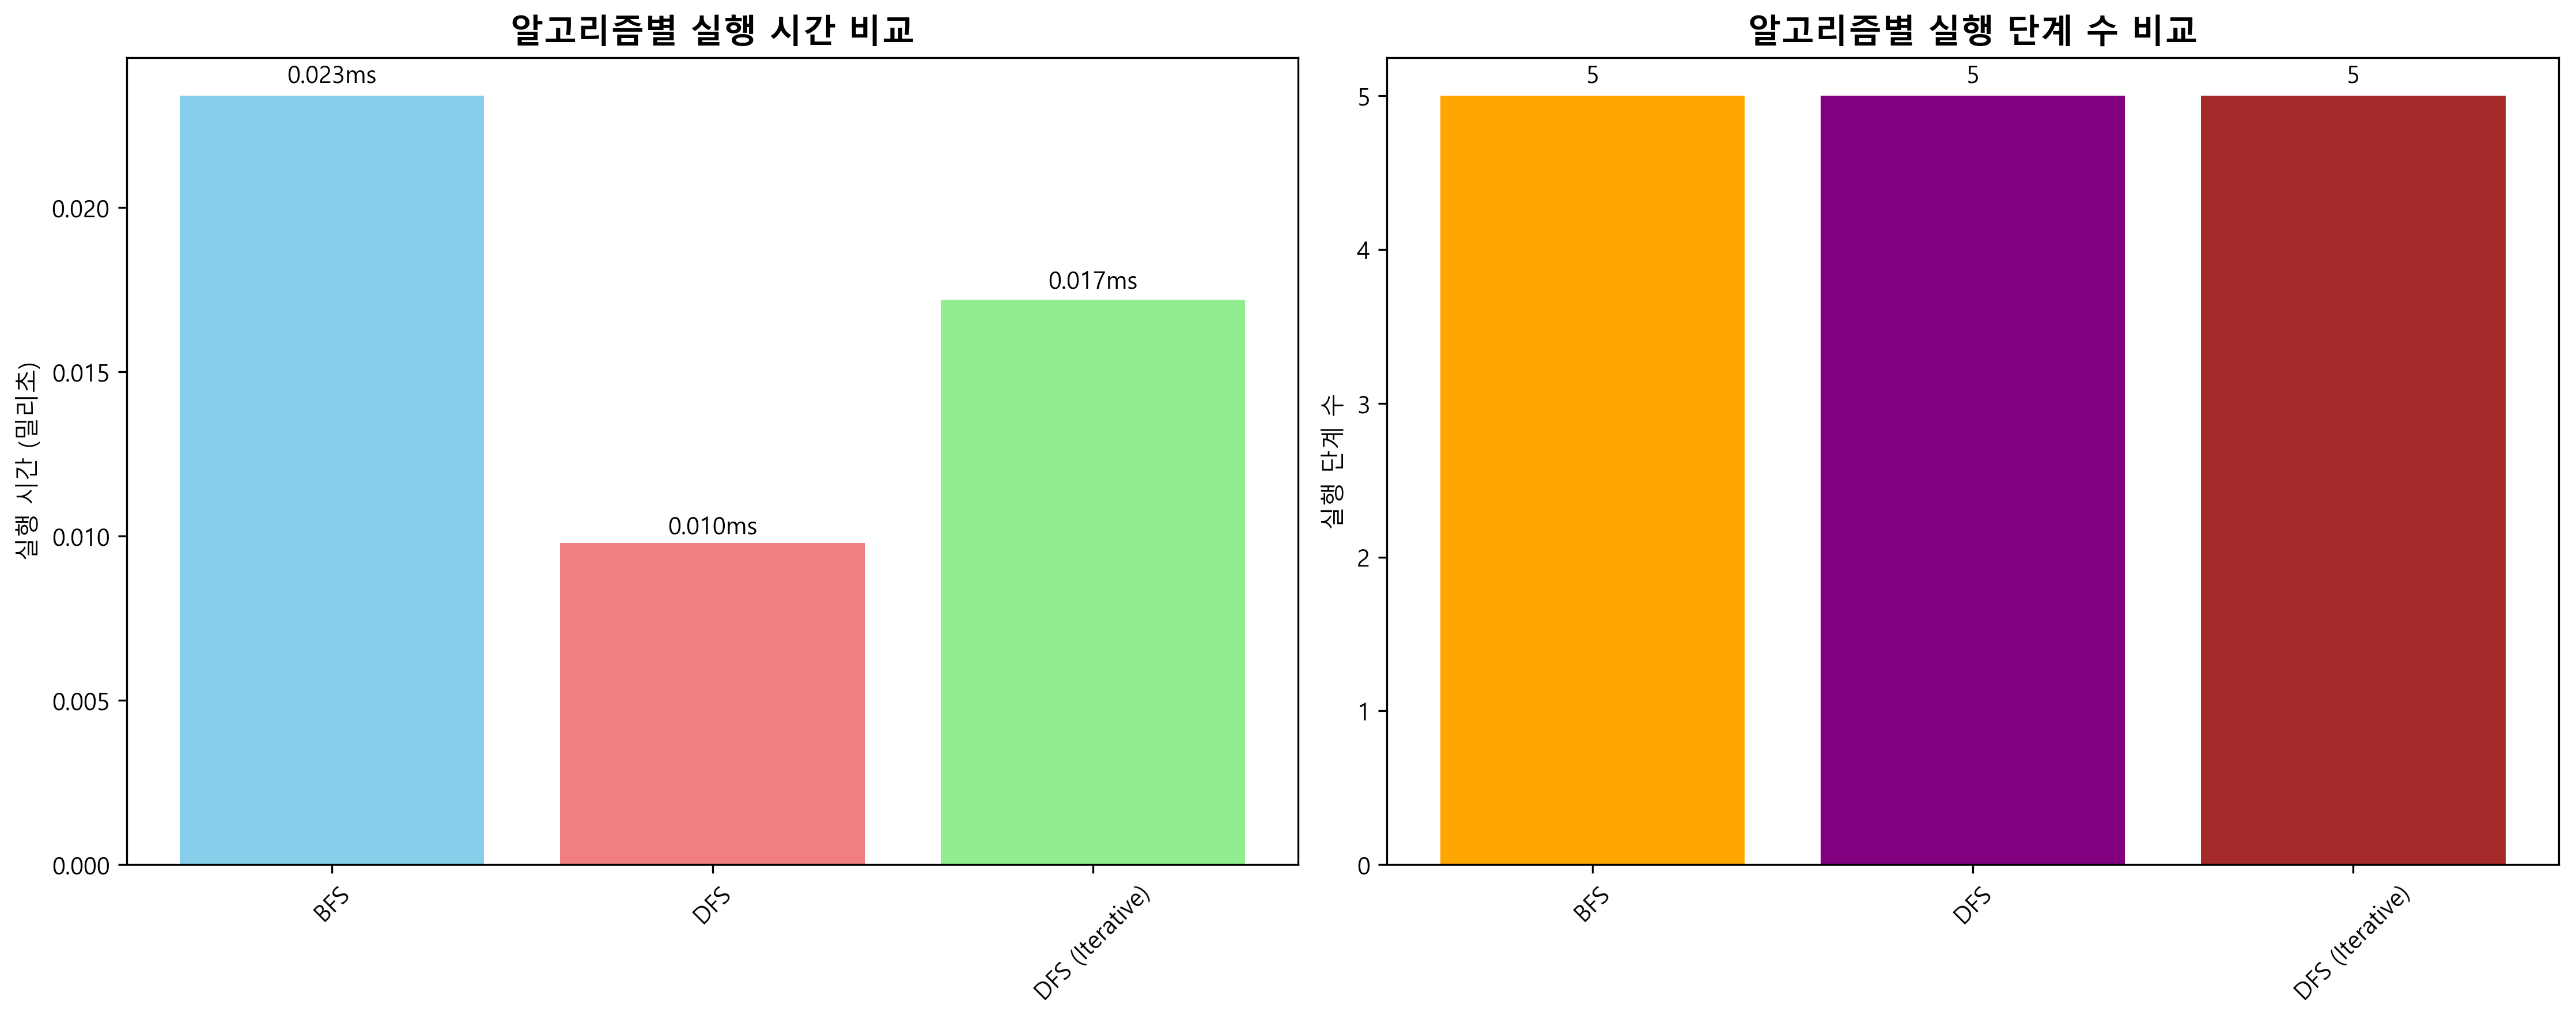 알고리즘별 실행 시간 비교
실행 시간 (밀리초)
0.020
0.015
0.010
0.005
0.000
0.023ms
0.010ms
0.017ms
BFS
DFS
DFS (Iterative)
알고리즘별 실행 단계 수 비교
실행 단계 수
5
4
3
2
1
0
5
5
5
BFS
DFS
DFS (Iterative)